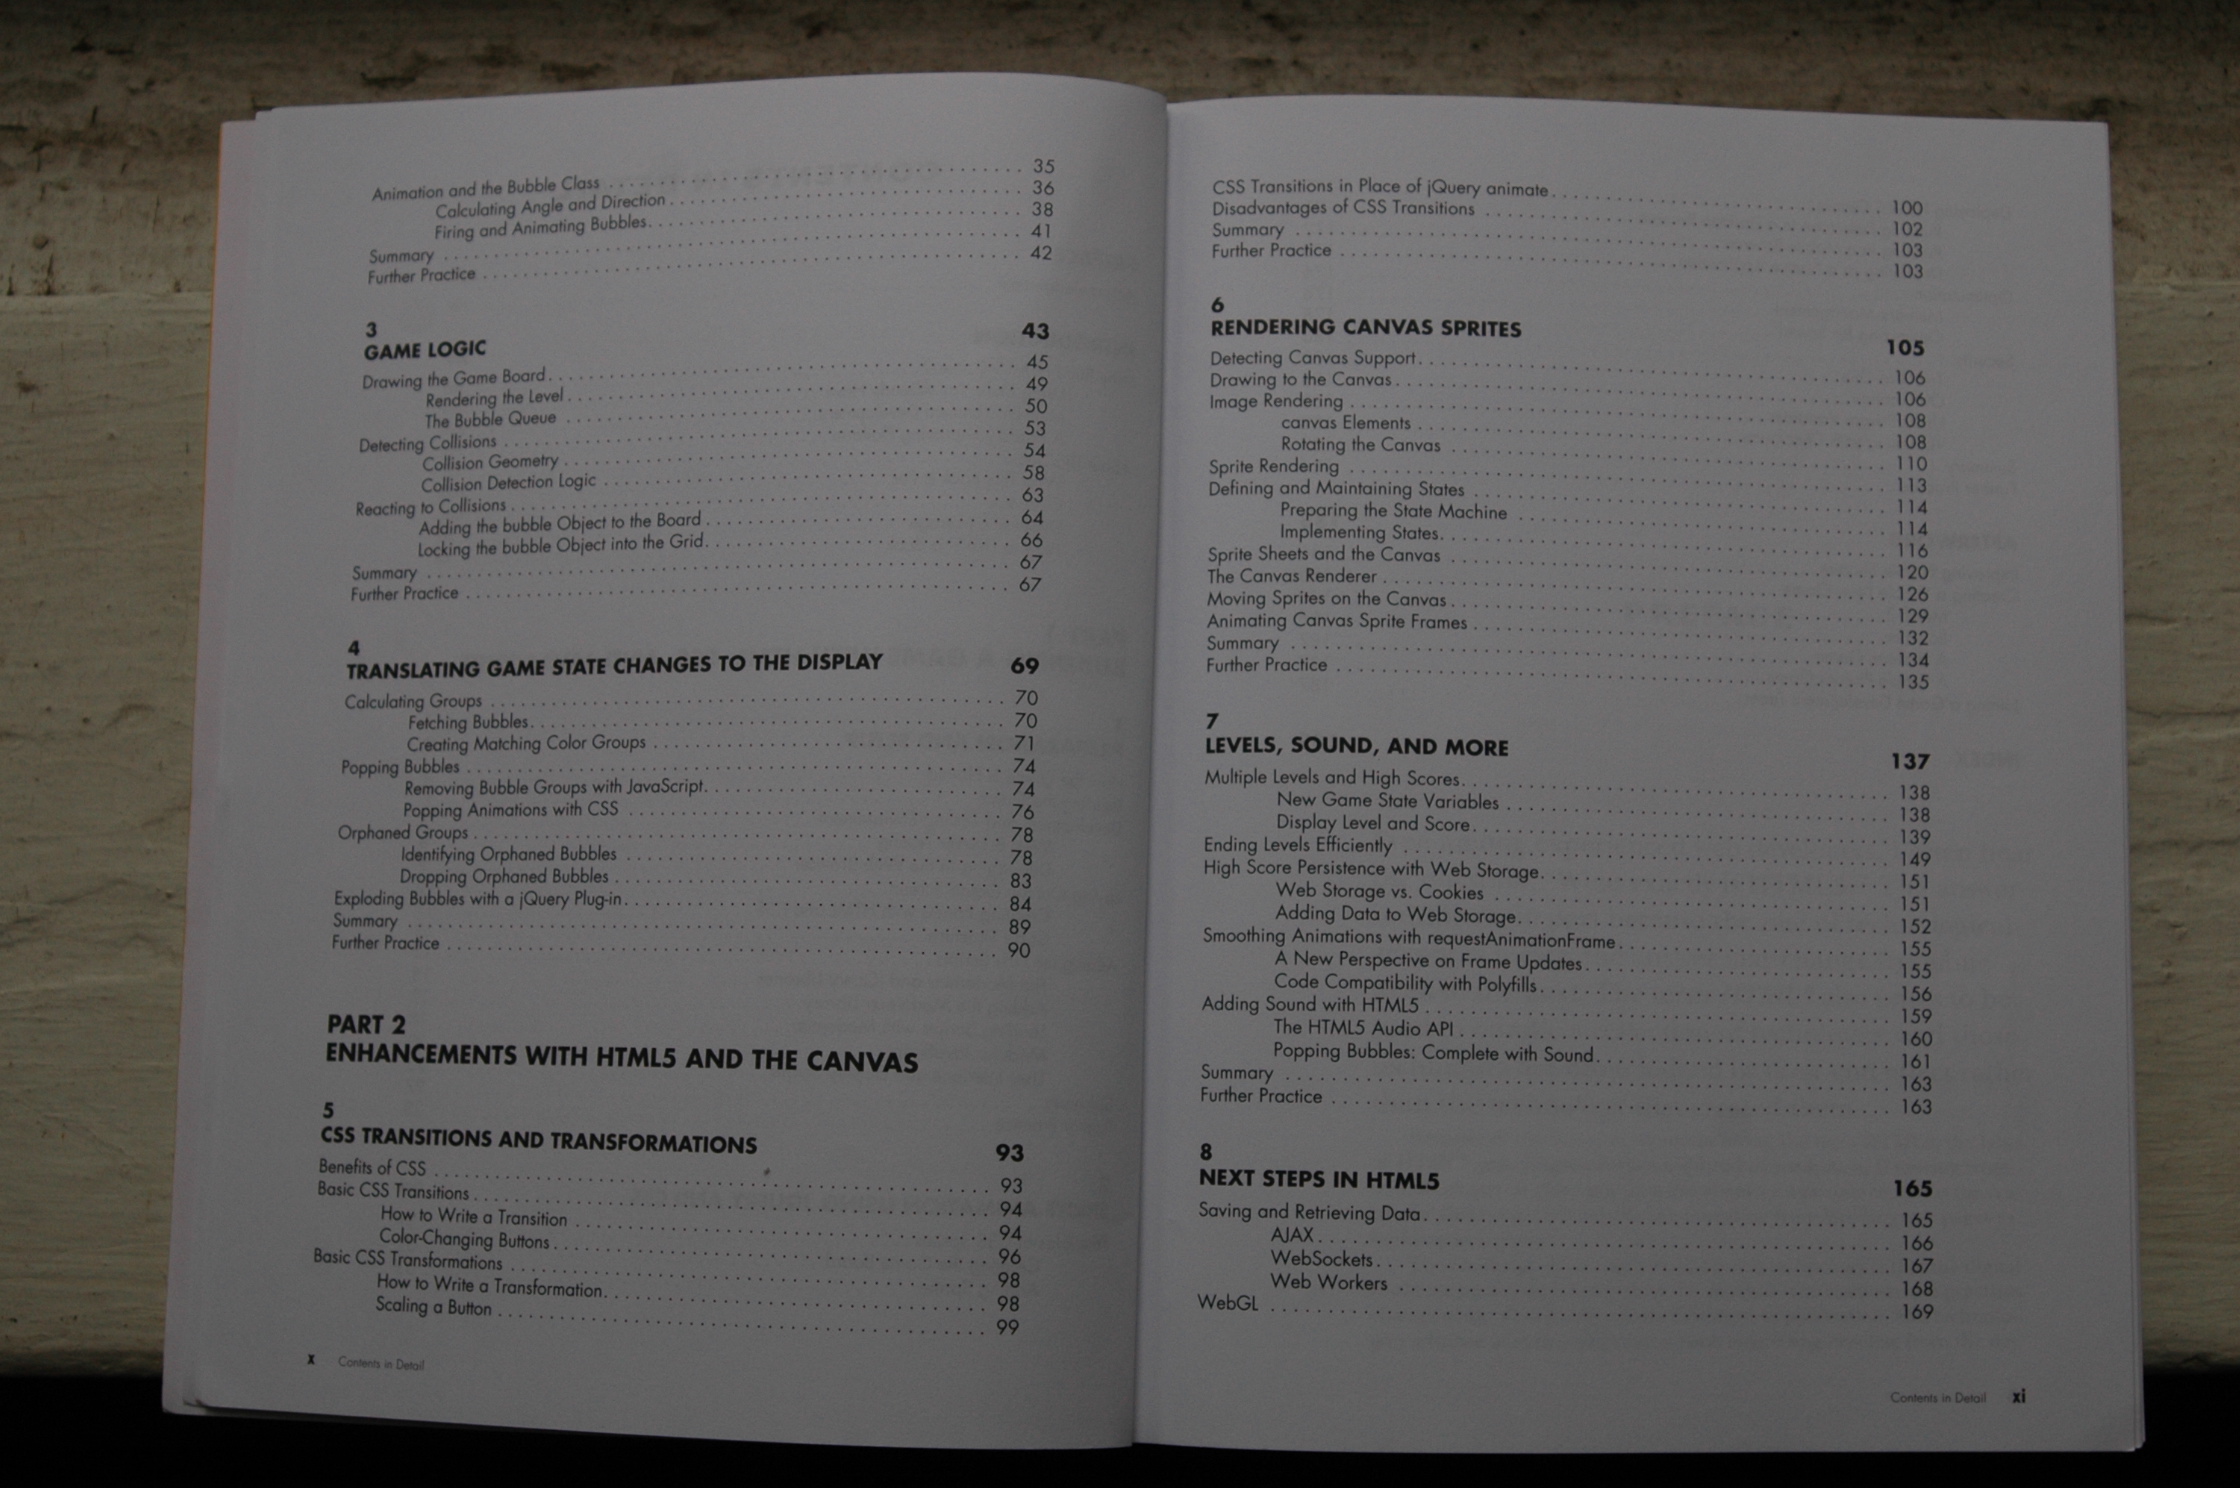 Animation and the Bubble Class . . . . . 35
Calculating Angle and Direction . . . . . 36
Firing and Animating Bubbles . . . . . 38
Summary . . . . . 41
Further Practice . . . . . 42
3
GAME LOGIC 43
Drawing the Game Board . . . . . 45
Rendering the Level . . . . . 49
The Bubble Queue . . . . . 50
Detecting Collisions . . . . . 53
Collision Geometry . . . . . 54
Collision Detection Logic . . . . . 58
Reacting to Collisions . . . . . 63
Adding the bubble Object to the Board . . . . . 64
Locking the bubble Object into the Grid . . . . . 66
Summary . . . . . 67
Further Practice . . . . . 67
4
TRANSLATING GAME STATE CHANGES TO THE DISPLAY 69
Calculating Groups . . . . . 70
Fetching Bubbles . . . . . 70
Creating Matching Color Groups . . . . . 71
Popping Bubbles . . . . . 74
Removing Bubble Groups with JavaScript . . . . . 74
Popping Animations with CSS . . . . . 76
Orphaned Groups . . . . . 78
Identifying Orphaned Bubbles . . . . . 78
Dropping Orphaned Bubbles . . . . . 83
Exploding Bubbles with a jQuery Plug-in . . . . . 84
Summary . . . . . 89
Further Practice . . . . . 90
PART 2
ENHANCEMENTS WITH HTML5 AND THE CANVAS
5
CSS TRANSITIONS AND TRANSFORMATIONS 93
Benefits of CSS . . . . . 93
Basic CSS Transitions . . . . . 94
How to Write a Transition . . . . . 94
Color-Changing Buttons . . . . . 96
Basic CSS Transformations . . . . . 98
How to Write a Transformation . . . . . 98
Scaling a Button . . . . . 99
x Contents in Detail
CSS Transitions in Place of jQuery animate . . . . . 100
Disadvantages of CSS Transitions . . . . . 102
Summary . . . . . 103
Further Practice . . . . . 103
6
RENDERING CANVAS SPRITES 105
Detecting Canvas Support . . . . . 106
Drawing to the Canvas . . . . . 106
Image Rendering . . . . . 108
canvas Elements . . . . . 108
Rotating the Canvas . . . . . 110
Sprite Rendering . . . . . 113
Defining and Maintaining States . . . . . 114
Preparing the State Machine . . . . . 114
Implementing States . . . . . 116
Sprite Sheets and the Canvas . . . . . 120
The Canvas Renderer . . . . . 126
Moving Sprites on the Canvas . . . . . 129
Animating Canvas Sprite Frames . . . . . 132
Summary . . . . . 134
Further Practice . . . . . 135
7
LEVELS, SOUND, AND MORE 137
Multiple Levels and High Scores . . . . . 138
New Game State Variables . . . . . 138
Display Level and Score . . . . . 139
Ending Levels Efficiently . . . . . 149
High Score Persistence with Web Storage . . . . . 151
Web Storage vs. Cookies . . . . . 151
Adding Data to Web Storage . . . . . 152
Smoothing Animations with requestAnimationFrame . . . . . 155
A New Perspective on Frame Updates . . . . . 155
Code Compatibility with Polyfills . . . . . 156
Adding Sound with HTML5 . . . . . 159
The HTML5 Audio API . . . . . 160
Popping Bubbles: Complete with Sound . . . . . 161
Summary . . . . . 163
Further Practice . . . . . 163
8
NEXT STEPS IN HTML5 165
Saving and Retrieving Data . . . . . 165
AJAX . . . . . 166
WebSockets . . . . . 167
Web Workers . . . . . 168
WebGL . . . . . 169
Contents in Detail xi